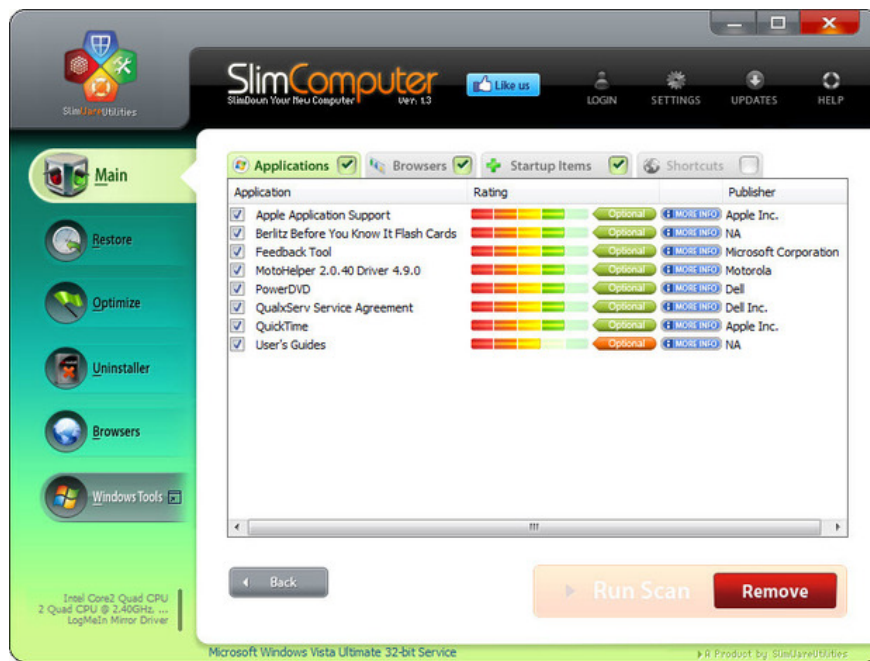 SlimWareUtilities
SlimComputer
SlimDown Your New Computer Ver: 1.3
Like us
LOGIN SETTINGS UPDATES HELP
Main
Restore
Optimize
Uninstaller
Browsers
Windows Tools
Applications Browsers Startup Items Shortcuts
Application Rating Publisher
Apple Application Support Optional MORE INFO Apple Inc.
Berlitz Before You Know It Flash Cards Optional MORE INFO NA
Feedback Tool Optional MORE INFO Microsoft Corporation
MotoHelper 2.0.40 Driver 4.9.0 Optional MORE INFO Motorola
PowerDVD Optional MORE INFO Dell
QualxServ Service Agreement Optional MORE INFO Dell Inc.
QuickTime Optional MORE INFO Apple Inc.
User's Guides Optional MORE INFO NA
Back
Run Scan
Remove
Intel Core2 Quad CPU
2 Quad CPU @ 2.40GHz, ...
LogMeIn Mirror Driver
Microsoft Windows Vista Ultimate 32-bit Service
A Product by SlimWareUtilities